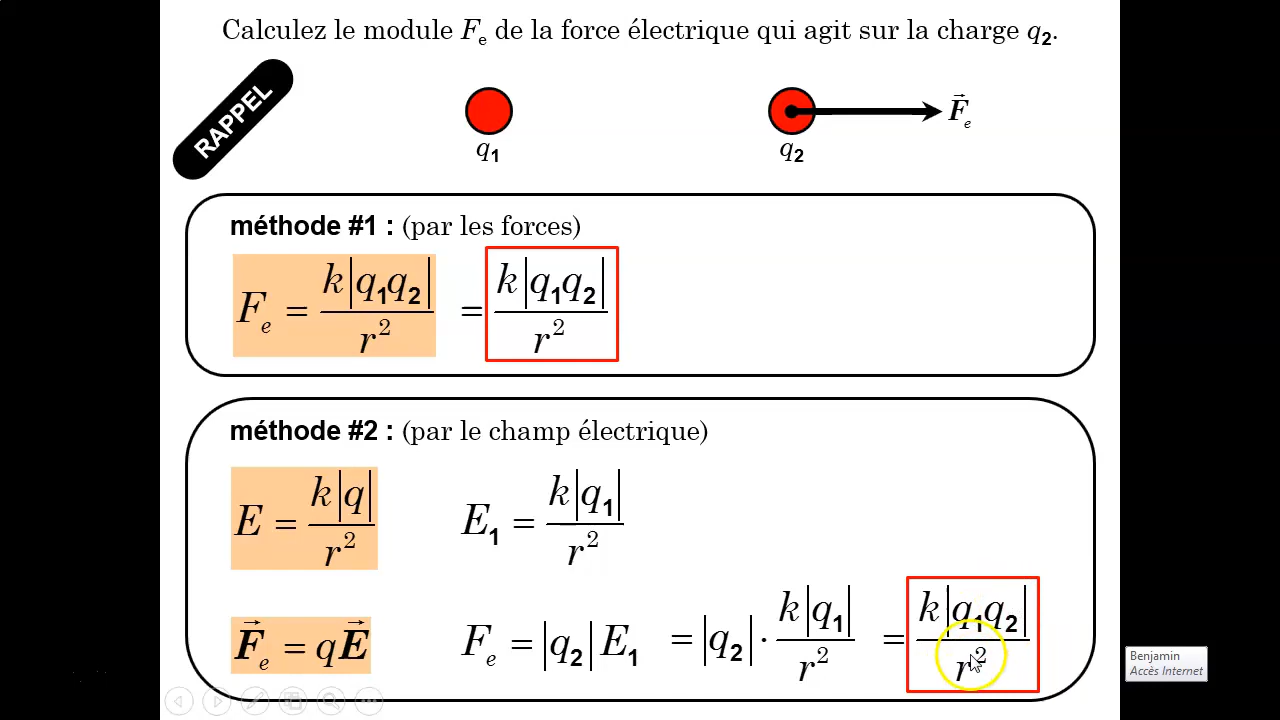 Calculez le module Fₑ de la force électrique qui agit sur la charge q₂.
RAPPEL
q₁
q₂
F⃗ₑ
méthode #1 : (par les forces)
Fₑ = k|q₁q₂| / r² = k|q₁q₂| / r²
méthode #2 : (par le champ électrique)
E = k|q| / r²
E₁ = k|q₁| / r²
F⃗ₑ = qE⃗
Fₑ = |q₂| E₁ = |q₂| · k|q₁| / r² = k|q₁q₂| / r²
Benjamin
Accès Internet